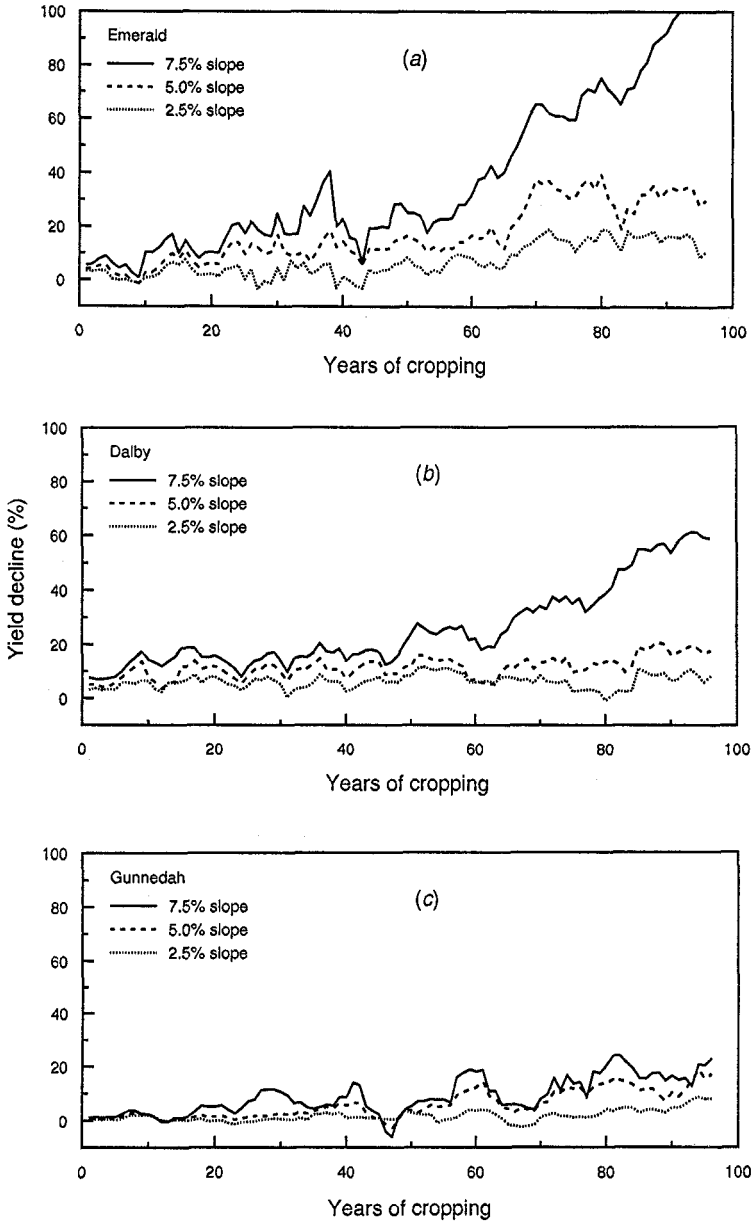 100
80
60
40
20
0
Emerald
7.5% slope
5.0% slope
2.5% slope
(a)
0 20 40 60 80 100
Years of cropping
Yield decline (%)
100
80
60
40
20
0
Dalby
7.5% slope
5.0% slope
2.5% slope
(b)
0 20 40 60 80 100
Years of cropping
100
80
60
40
20
0
Gunnedah
7.5% slope
5.0% slope
2.5% slope
(c)
0 20 40 60 80 100
Years of cropping